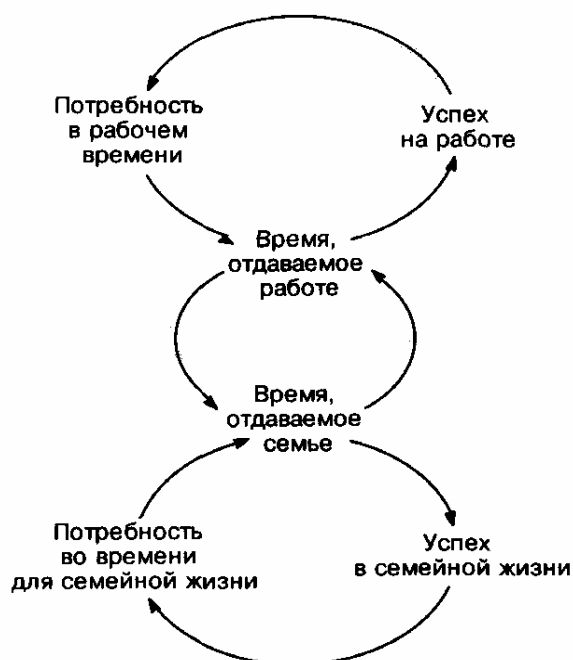 Потребность
в рабочем
времени
Успех
на работе
Время,
отдаваемое
работе
Время,
отдаваемое
семье
Потребность
во времени
для семейной жизни
Успех
в семейной жизни